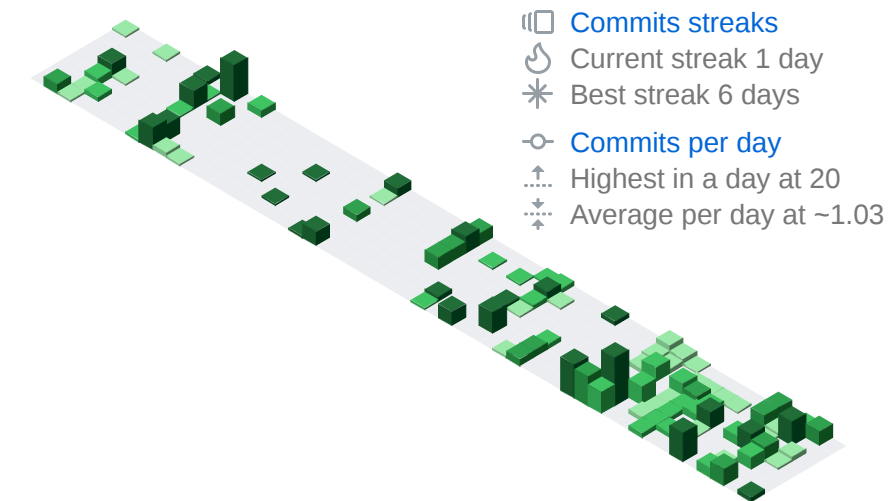 Commits streaks
Current streak 1 day
Best streak 6 days
Commits per day
Highest in a day at 20
Average per day at ~1.03